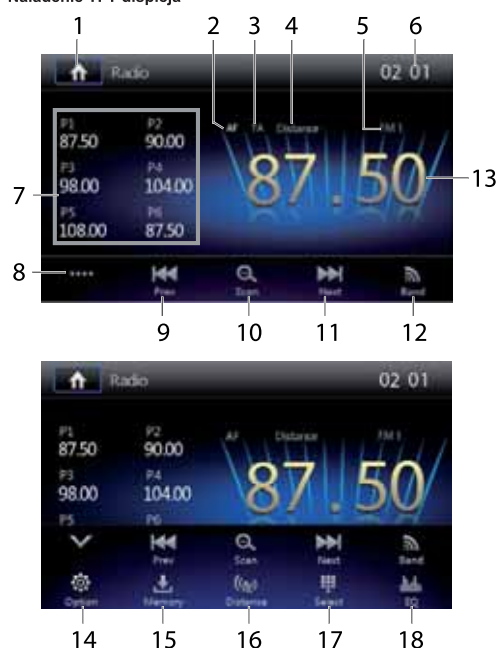 1 2 3 4 5 6
Radio 02 01
P1 P2 AF TA Distance FM 1
87.50 90.00
P3 P4
98.00 104.00
87.50 13
7
P5 P6
108.00 87.50
8
Prev Scan Next Band
9 10 11 12
Radio 02 01
P1 P2 AF Distance FM 1
87.50 90.00
P3 P4
98.00 104.00
87.50
P5 P6
Prev Scan Next Band
Option Memory Distance Select EQ
14 15 16 17 18